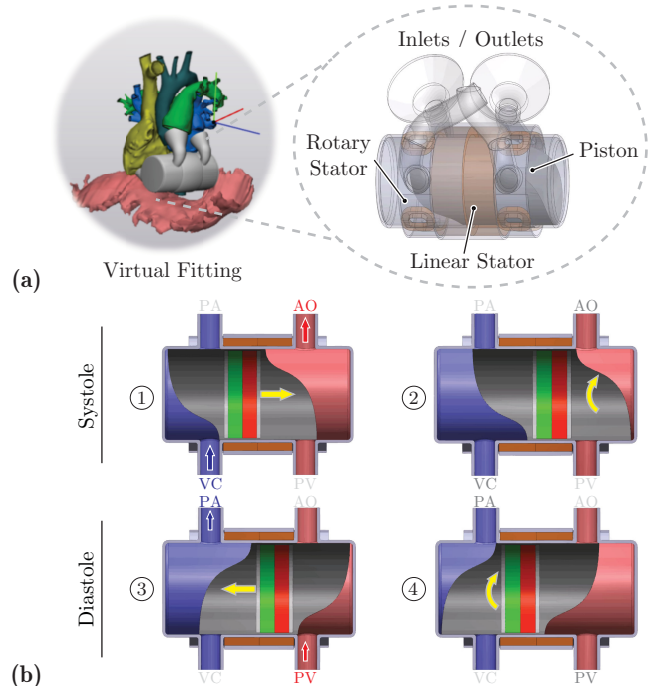 (a)
Virtual Fitting
Inlets / Outlets
Rotary
Stator
Piston
Linear Stator
(b)
Systole
1
PA
AO
VC
PV
2
PA
AO
VC
PV
Diastole
3
PA
AO
VC
PV
4
PA
AO
VC
PV